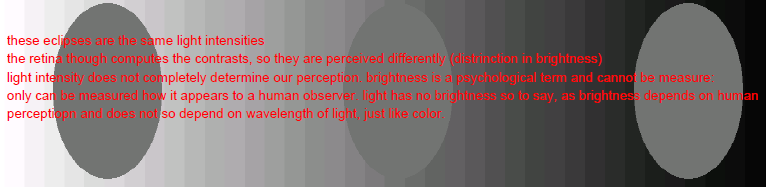 these eclipses are the same light intensities
the retina though computes the contrasts, so they are perceived differently (distinnction in brightness)
light intensity does not completely determine our perception. brightness is a psychological term and cannot be measure;
only can be measured how it appears to a human observer. light has no brightness so to say, as brightness depends on human
perceptiopn and does not so depend on wavelength of light, just like color.